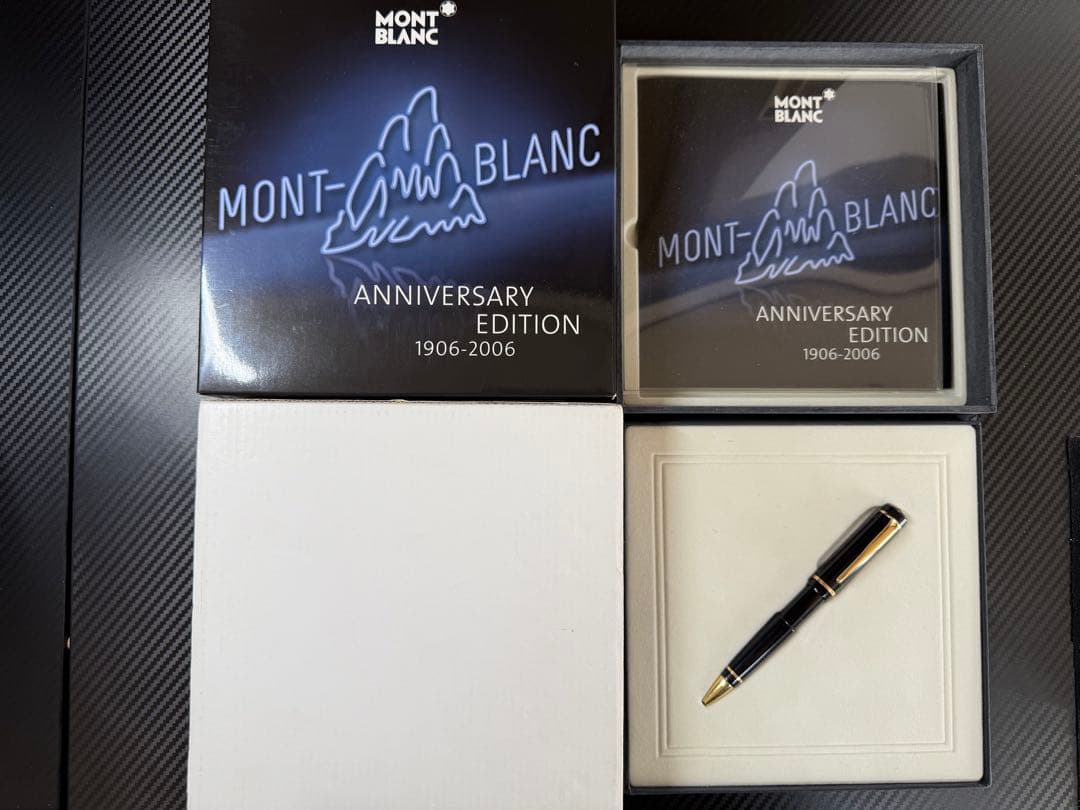 MONT
BLANC
MONT-BLANC
ANNIVERSARY
EDITION
1906-2006
MONT
BLANC
MONT-BLANC
ANNIVERSARY
EDITION
1906-2006